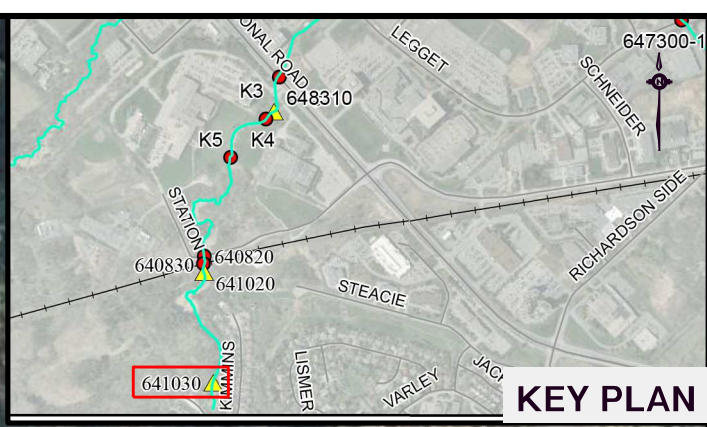 ONAL ROAD
LEGGET
647300-1
SCHNEIDER
N
K3
648310
K4
K5
STATION
RICHARDSON SIDE
640820
640830
641020
STEACIE
KIMMINS
LISMER
641030
VARLEY
JACK
KEY PLAN